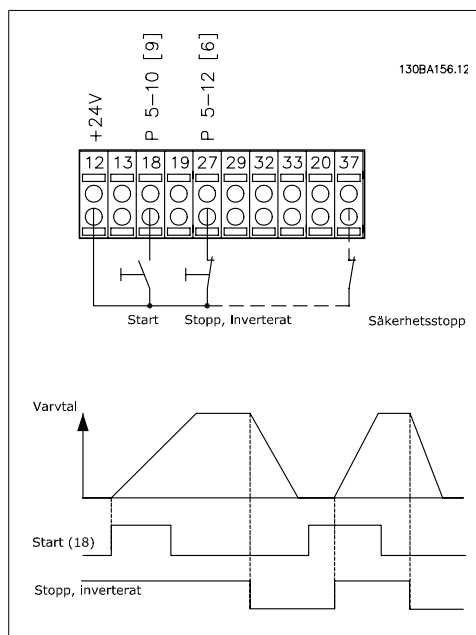 130BA156.12
+24V
P 5-10 [9]
P 5-12 [6]
12 13 18 19 27 29 32 33 20 37
Start Stopp, Inverterat Säkerhetsstopp
Varvtal
Start (18)
Stopp, inverterat